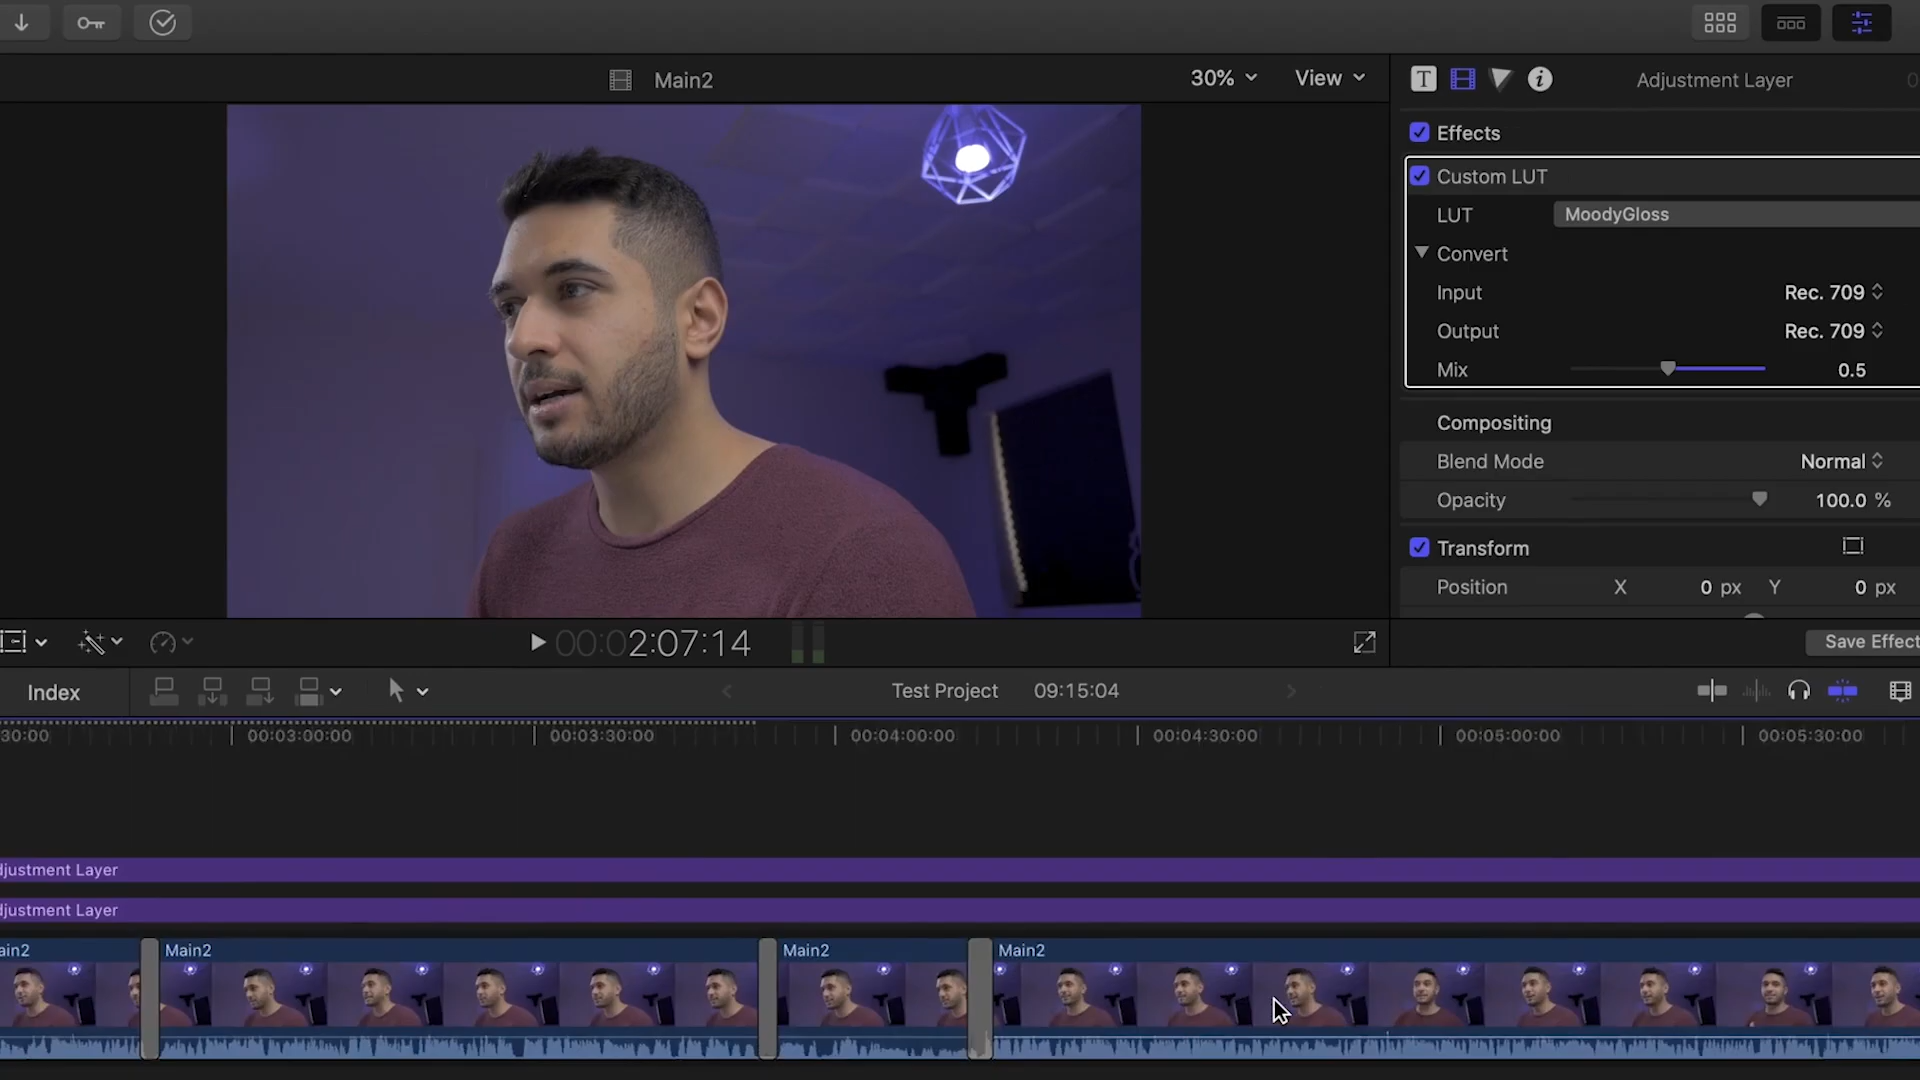 Main2
30%
View
T
i
Adjustment Layer
Effects
Custom LUT
LUT
MoodyGloss
Convert
Input
Rec. 709
Output
Rec. 709
Mix
0.5
Compositing
Blend Mode
Normal
Opacity
100.0 %
Transform
Position X 0 px Y 0 px
00:02:07:14
Save Effect
Index
Test Project 09:15:04
30:00 00:03:00:00 00:03:30:00 00:04:00:00 00:04:30:00 00:05:00:00 00:05:30:00
djustment Layer
djustment Layer
ain2 Main2 Main2 Main2